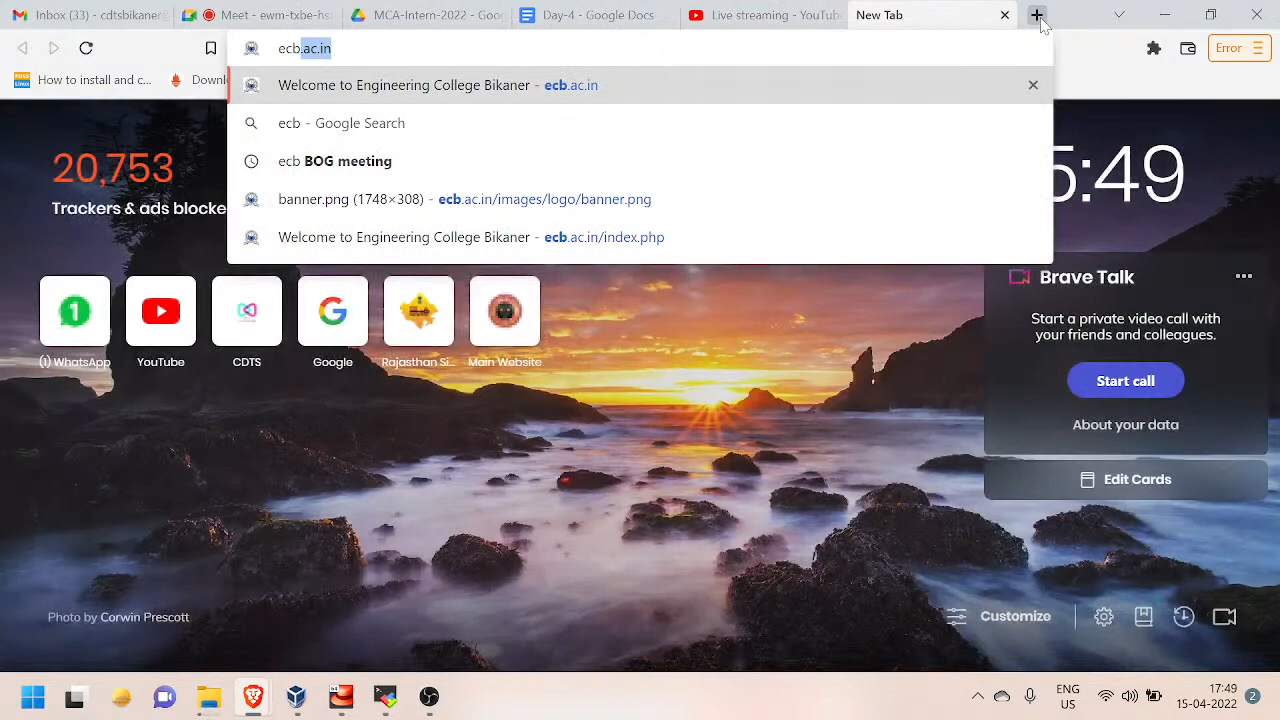 Inbox (33) - cdtsbikaner
Meet - cwm-txbe-hs
MCA-Intern-2022 - Goo
Day-4 - Google Docs
Live streaming - YouTube
New Tab
ecb.ac.in
Error
How to install and c...
Downl
Welcome to Engineering College Bikaner - ecb.ac.in
ecb - Google Search
ecb BOG meeting
banner.png (1748×308) - ecb.ac.in/images/logo/banner.png
Welcome to Engineering College Bikaner - ecb.ac.in/index.php
20,753
Trackers & ads blocke
5:49
Brave Talk
Start a private video call with
your friends and colleagues.
Start call
About your data
Edit Cards
(1) WhatsApp
YouTube
CDTS
Google
Rajasthan Si...
Main Website
Photo by Corwin Prescott
Customize
ENG
US
17:49
15-04-2022
2